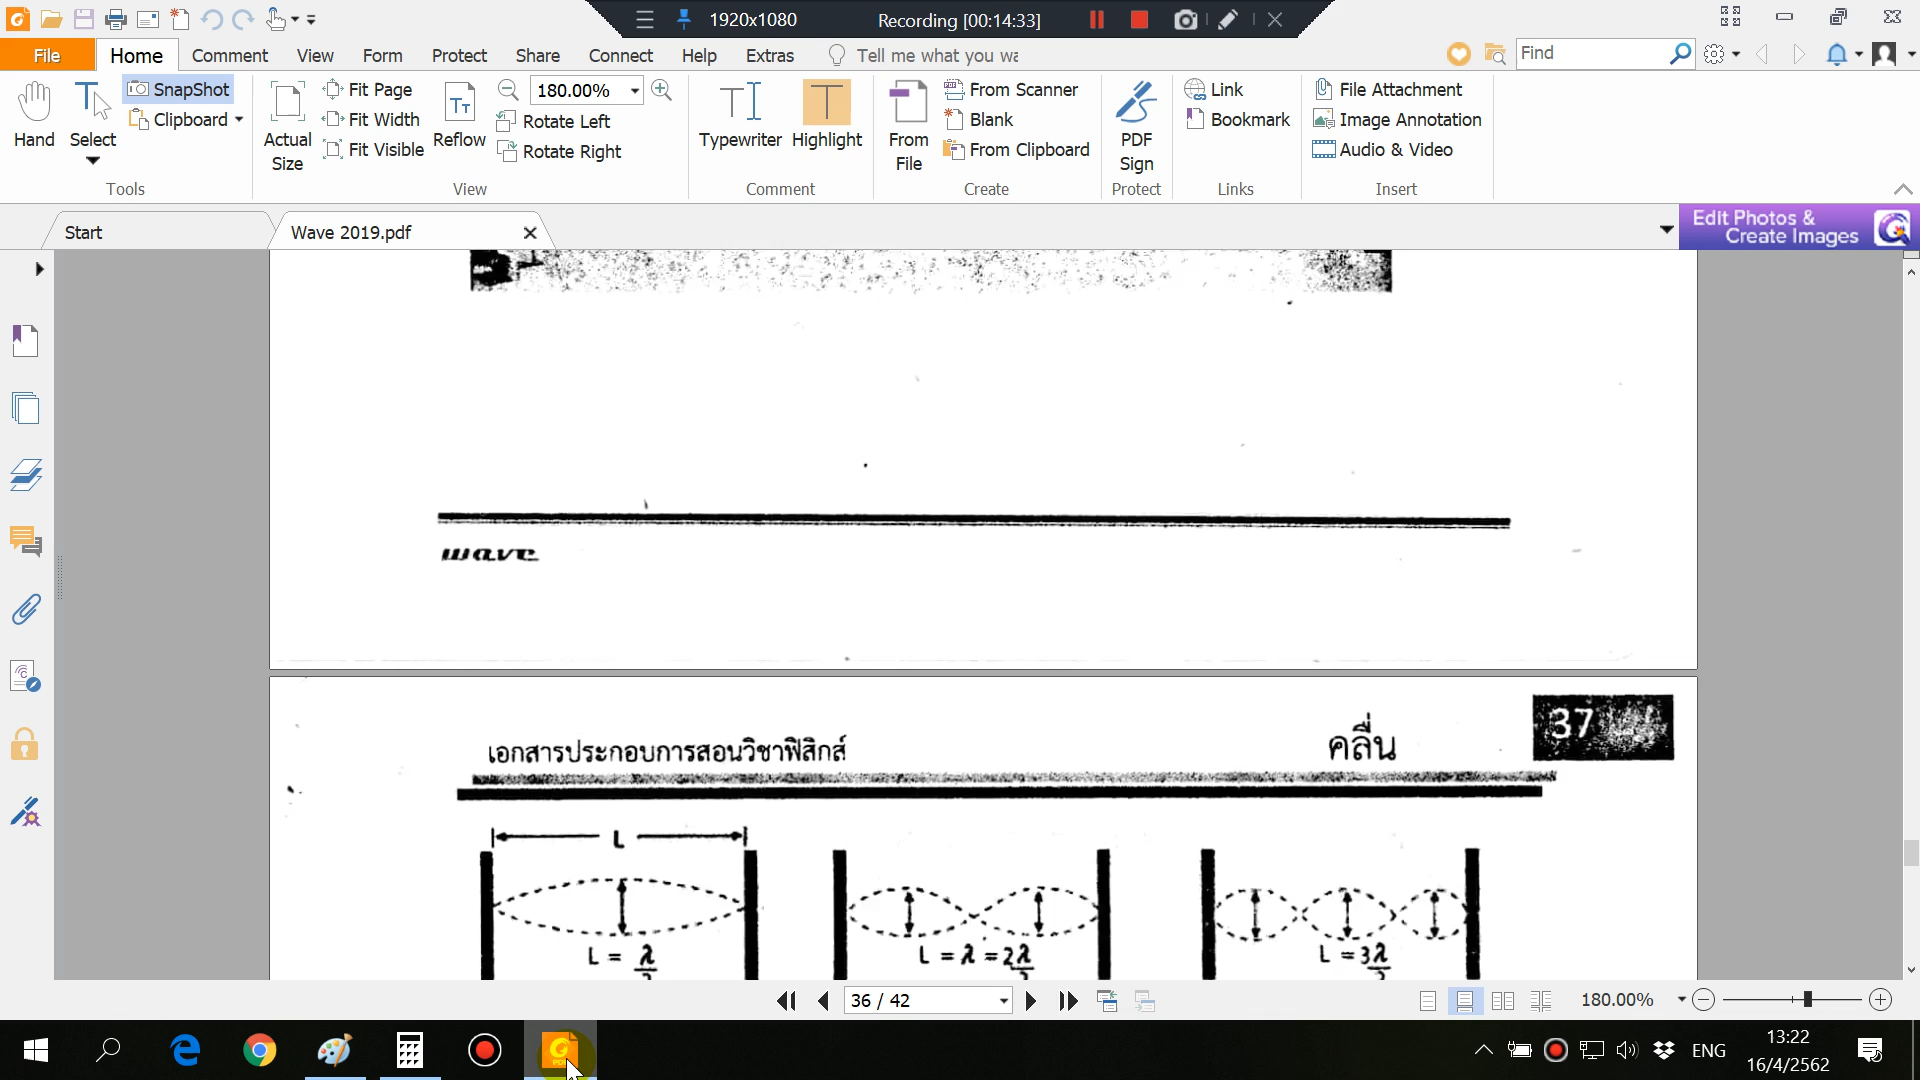 1920x1080
Recording [00:14:33]
File
Home
Comment
View
Form
Protect
Share
Connect
Help
Extras
Tell me what you wa
Find
Hand
Select
SnapShot
Clipboard
Tools
Actual
Size
Fit Page
Fit Width
Fit Visible
Reflow
180.00%
Rotate Left
Rotate Right
View
Typewriter
Highlight
Comment
From
File
From Scanner
Blank
From Clipboard
Create
PDF
Sign
Protect
Link
Bookmark
Links
File Attachment
Image Annotation
Audio & Video
Insert
Start
Wave 2019.pdf
Edit Photos &
Create Images
wave
เอกสารประกอบการสอนวิชาฟิสิกส์
คลื่น
37
L
L = λ/2
L = λ = 2λ/2
L = 3λ/2
36 / 42
180.00%
ENG
13:22
16/4/2562